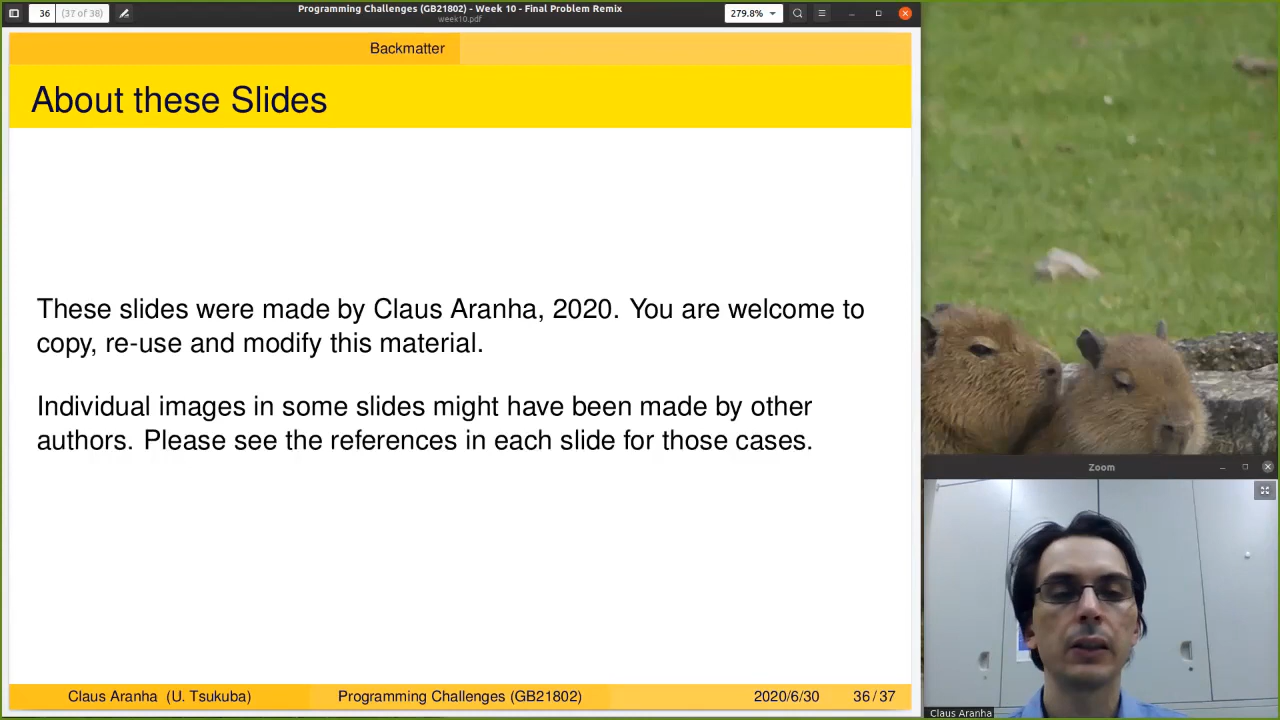 36 (37 of 38)
Programming Challenges (GB21802) - Week 10 - Final Problem Remix
week10.pdf
279.8%
Backmatter
About these Slides
These slides were made by Claus Aranha, 2020. You are welcome to
copy, re-use and modify this material.
Individual images in some slides might have been made by other
authors. Please see the references in each slide for those cases.
Claus Aranha (U. Tsukuba) Programming Challenges (GB21802) 2020/6/30 36 / 37
Zoom
Claus Aranha